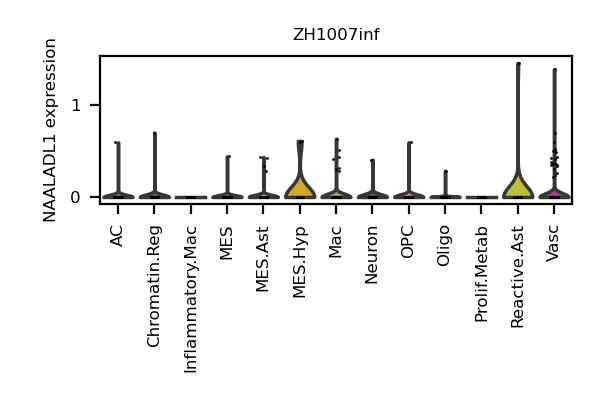 ZH1007inf
NAALADL1 expression
1
0
AC
Chromatin.Reg
Inflammatory.Mac
MES
MES.Ast
MES.Hyp
Mac
Neuron
OPC
Oligo
Prolif.Metab
Reactive.Ast
Vasc